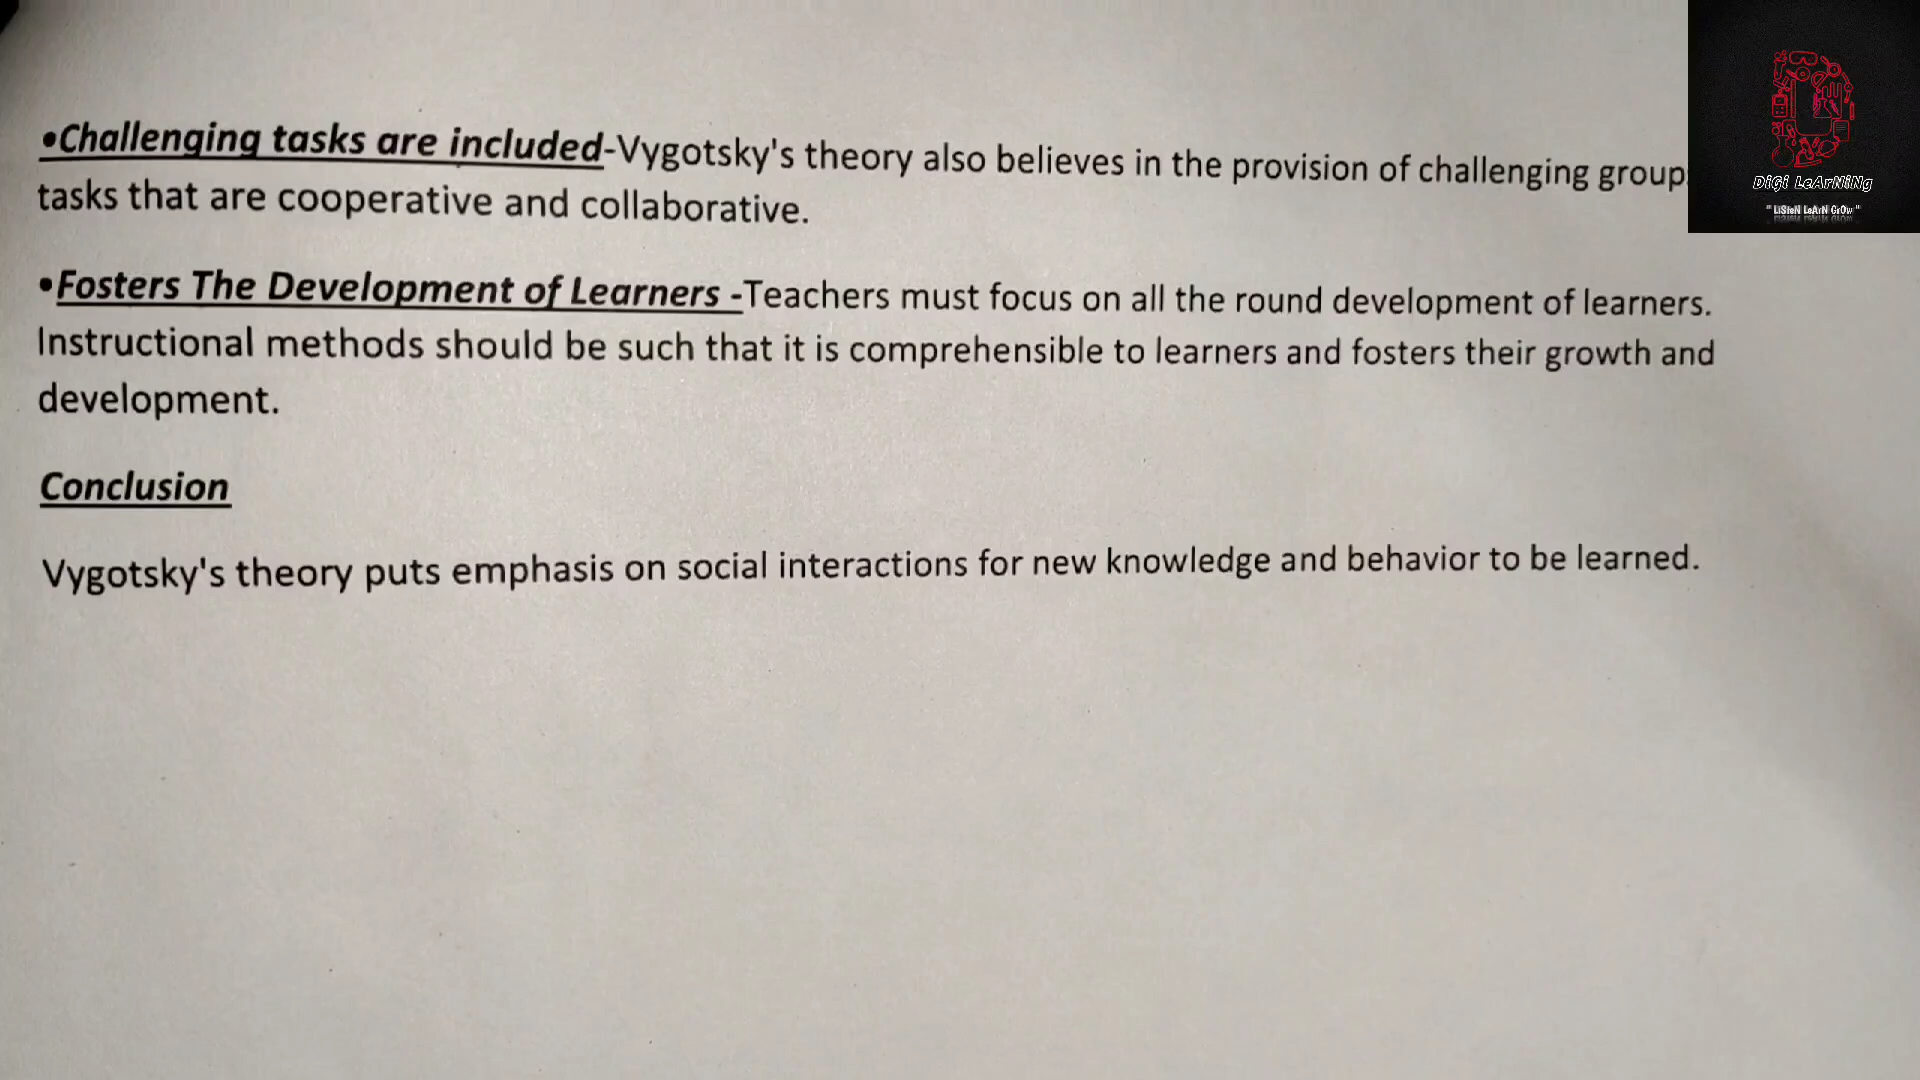 •Challenging tasks are included-Vygotsky's theory also believes in the provision of challenging group
tasks that are cooperative and collaborative.
•Fosters The Development of Learners -Teachers must focus on all the round development of learners.
Instructional methods should be such that it is comprehensible to learners and fosters their growth and
development.
Conclusion
Vygotsky's theory puts emphasis on social interactions for new knowledge and behavior to be learned.
DiGi LeArNiNg
" LiSteN LeArN GrOw "